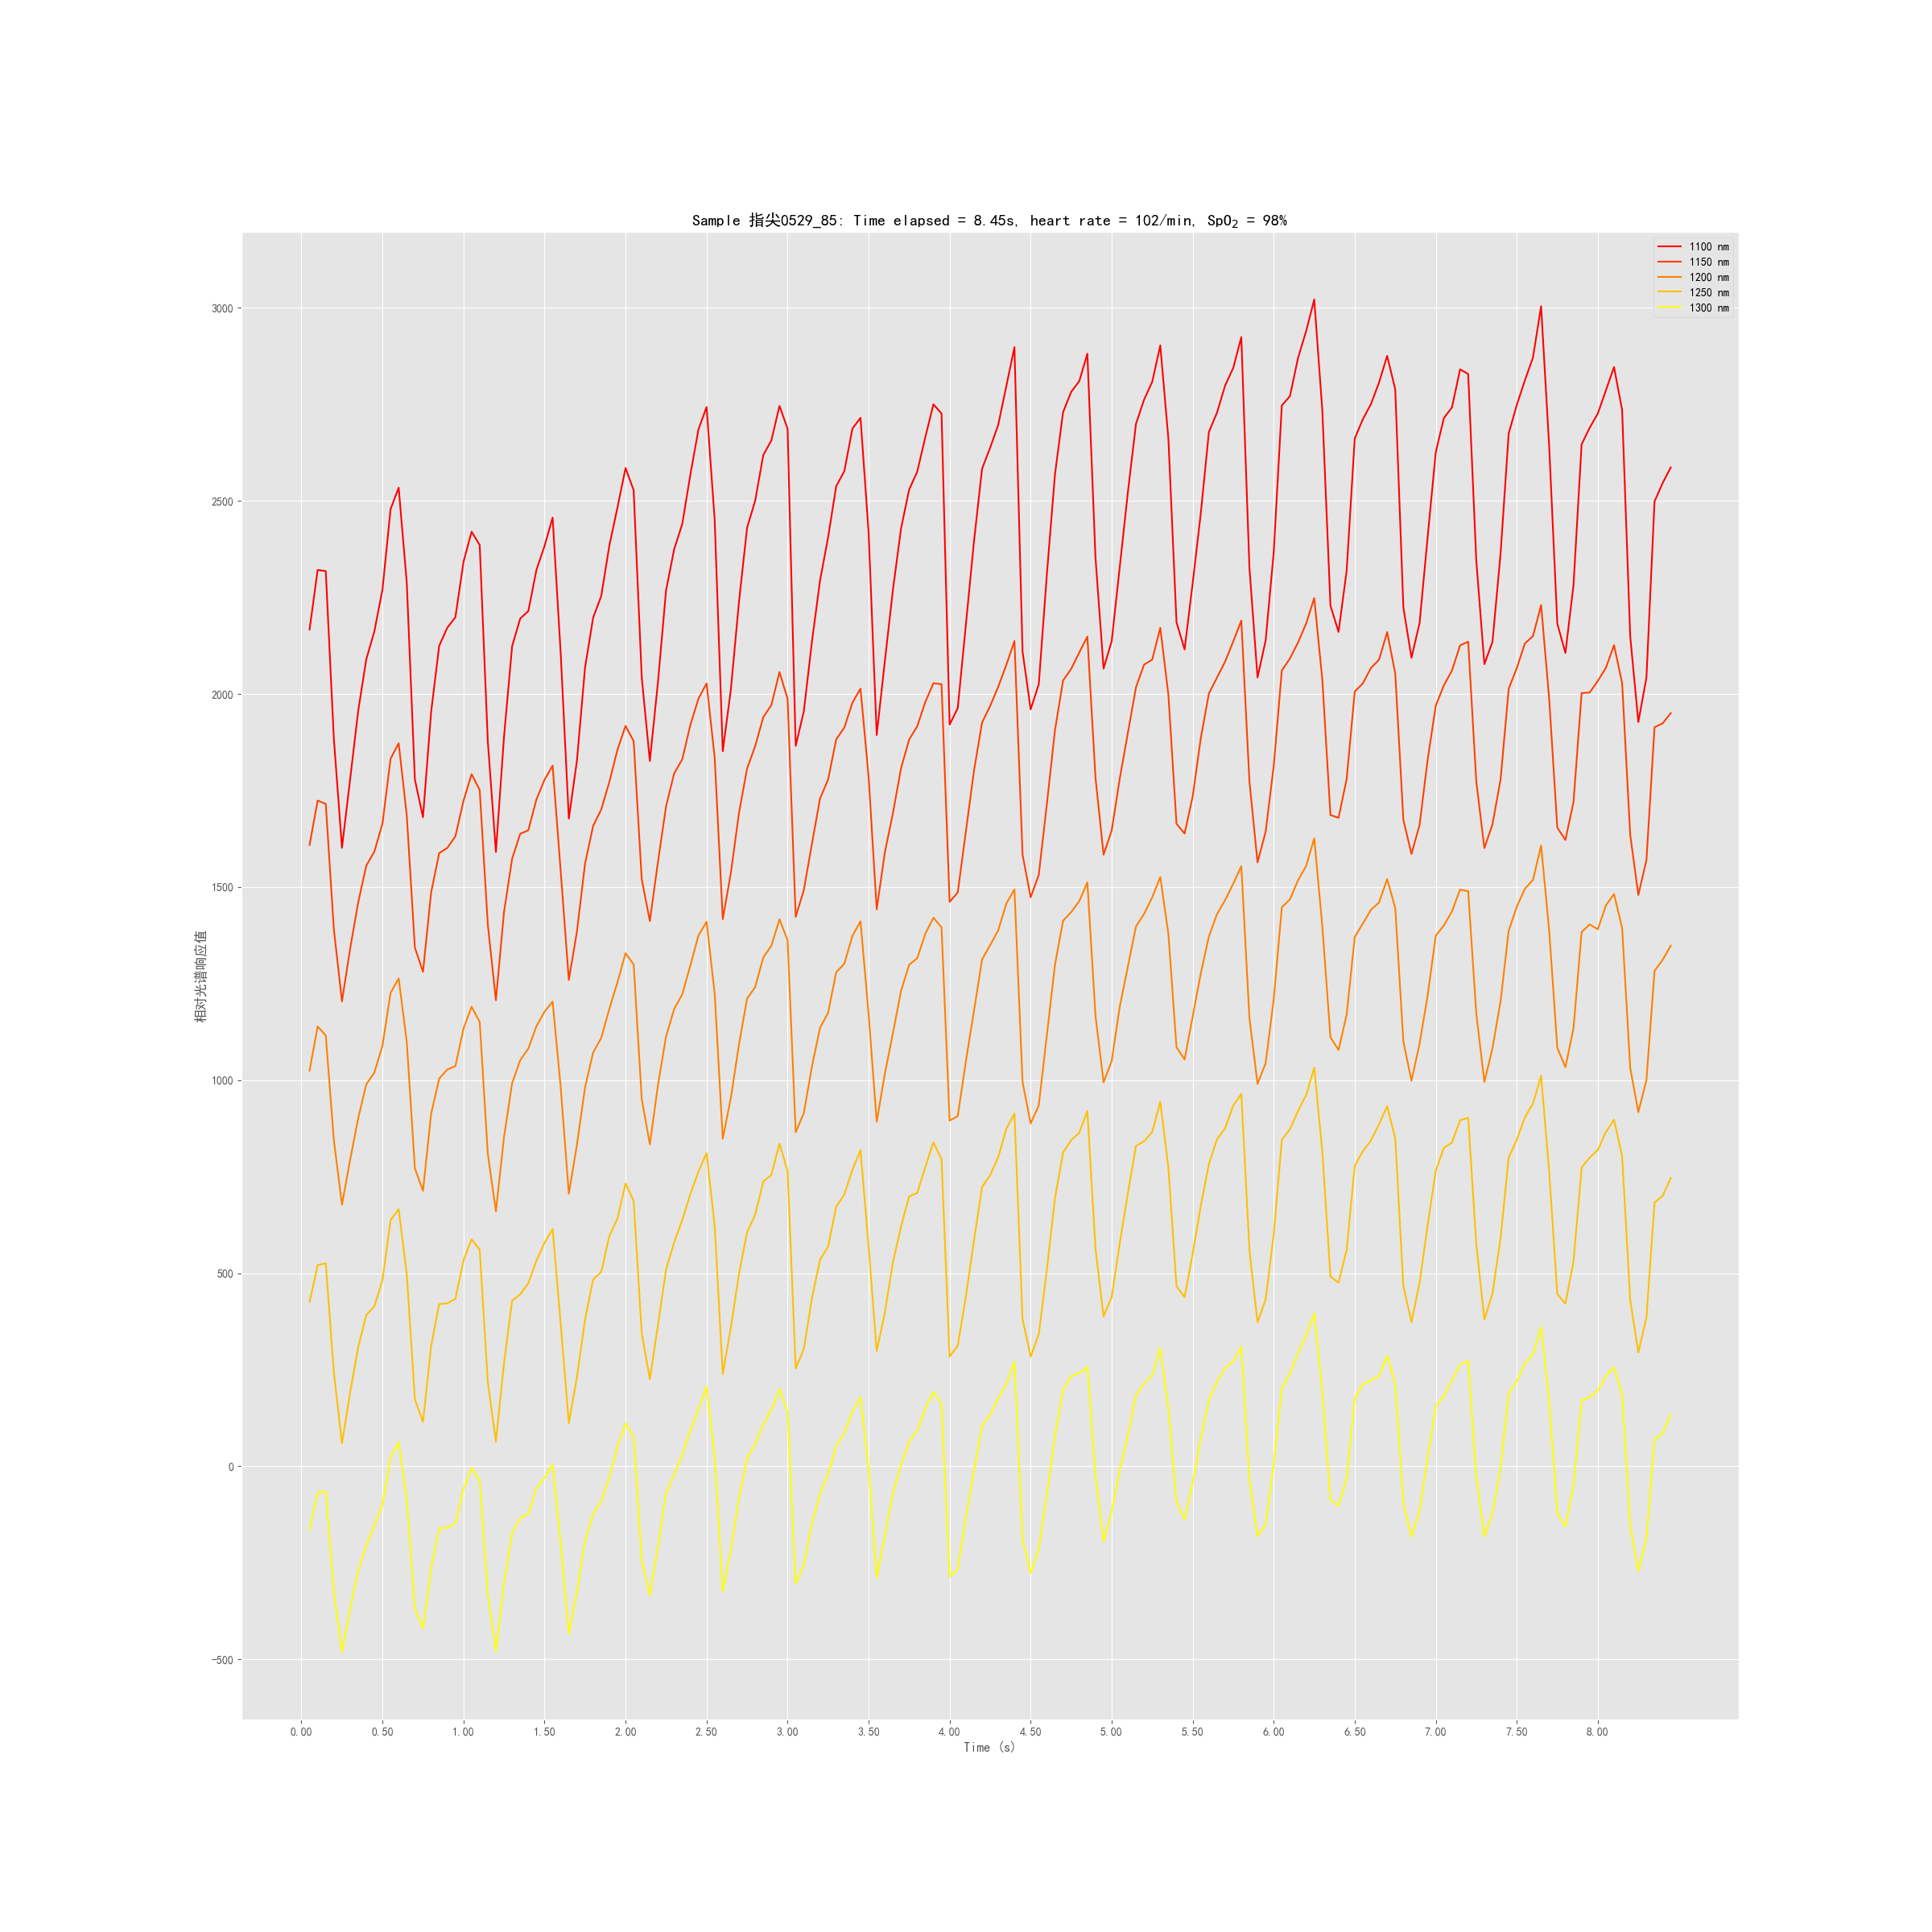 Sample 指尖0529_85: Time elapsed = 8.45s, heart rate = 102/min, SpO₂ = 98%
1100 nm
1150 nm
1200 nm
1250 nm
1300 nm
3000
2500
2000
1500
1000
500
0
−500
相对光谱响应值
0.00 0.50 1.00 1.50 2.00 2.50 3.00 3.50 4.00 4.50 5.00 5.50 6.00 6.50 7.00 7.50 8.00
Time (s)